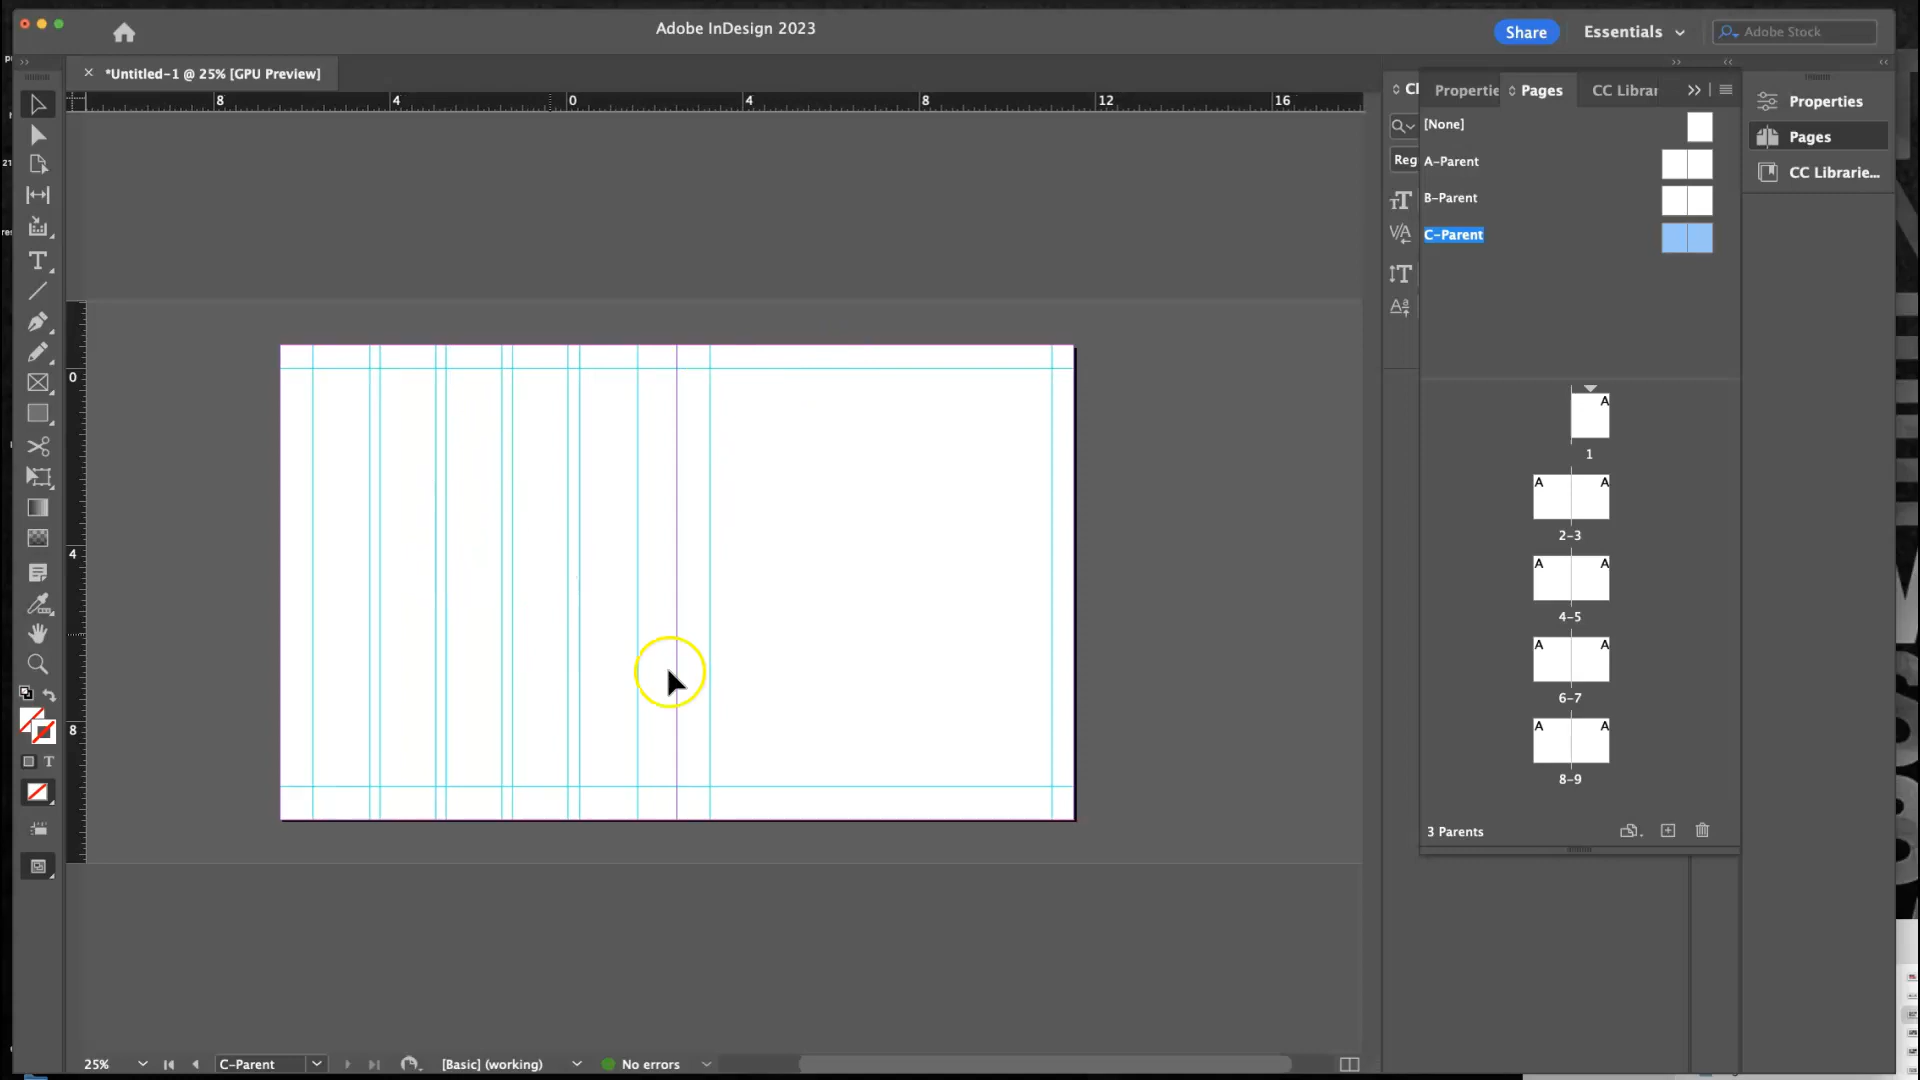 Adobe InDesign 2023
Share
Essentials
Adobe Stock
*Untitled-1 @ 25% [GPU Preview]
8 4 0 4 8 12 16
Properties
Pages
CC Librarie...
Propertie
Pages
CC Librar
[None]
A-Parent
B-Parent
C-Parent
Reg
0
4
8
A
1
A A
2-3
A A
4-5
A A
6-7
A A
8-9
3 Parents
25%
C-Parent
[Basic] (working)
No errors